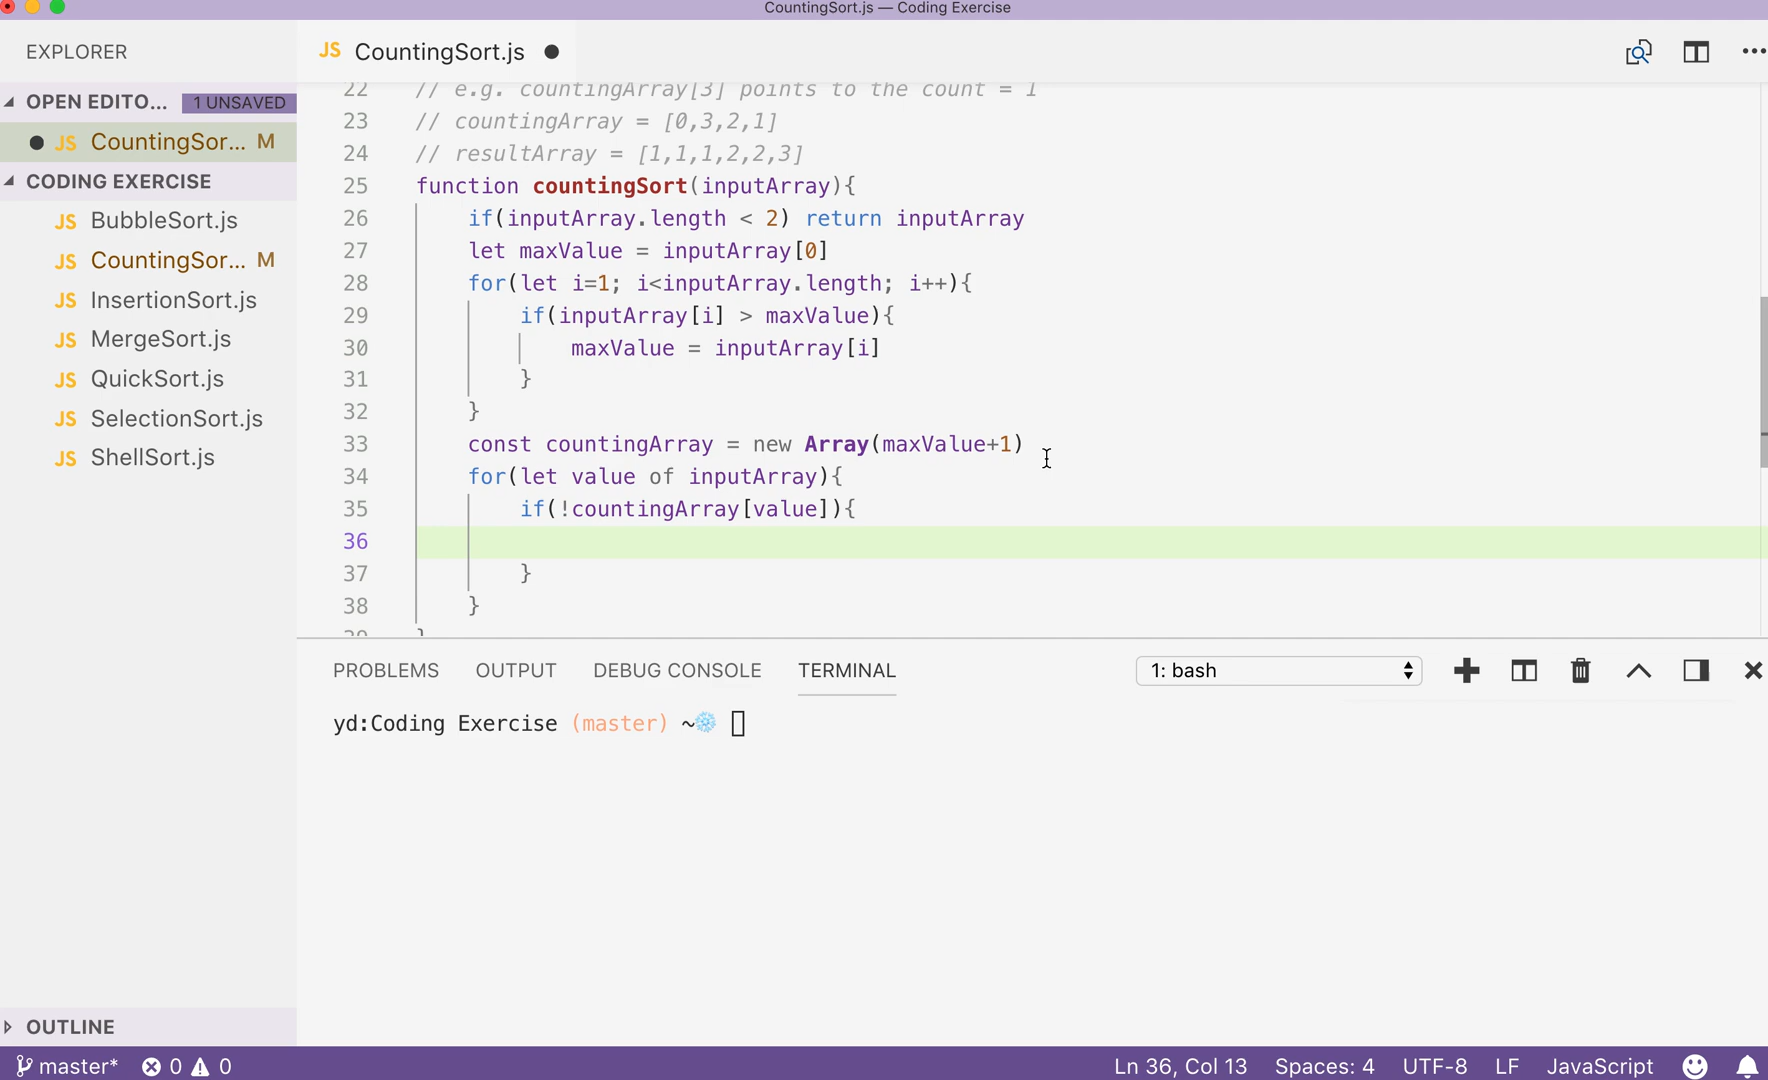 CountingSort.js — Coding Exercise
EXPLORER
JS CountingSort.js
OPEN EDITO... 1 UNSAVED
JS CountingSor... M
CODING EXERCISE
JS BubbleSort.js
JS CountingSor... M
JS InsertionSort.js
JS MergeSort.js
JS QuickSort.js
JS SelectionSort.js
JS ShellSort.js
OUTLINE
22 // e.g. countingArray[3] points to the count = 1
23 // countingArray = [0,3,2,1]
24 // resultArray = [1,1,1,2,2,3]
25 function countingSort(inputArray){
26 if(inputArray.length < 2) return inputArray
27 let maxValue = inputArray[0]
28 for(let i=1; i<inputArray.length; i++){
29 if(inputArray[i] > maxValue){
30 maxValue = inputArray[i]
31 }
32 }
33 const countingArray = new Array(maxValue+1)
34 for(let value of inputArray){
35 if(!countingArray[value]){
36
37 }
38 }
39 }
PROBLEMS OUTPUT DEBUG CONSOLE TERMINAL 1: bash
yd:Coding Exercise (master) ~
master* 0 0 Ln 36, Col 13 Spaces: 4 UTF-8 LF JavaScript